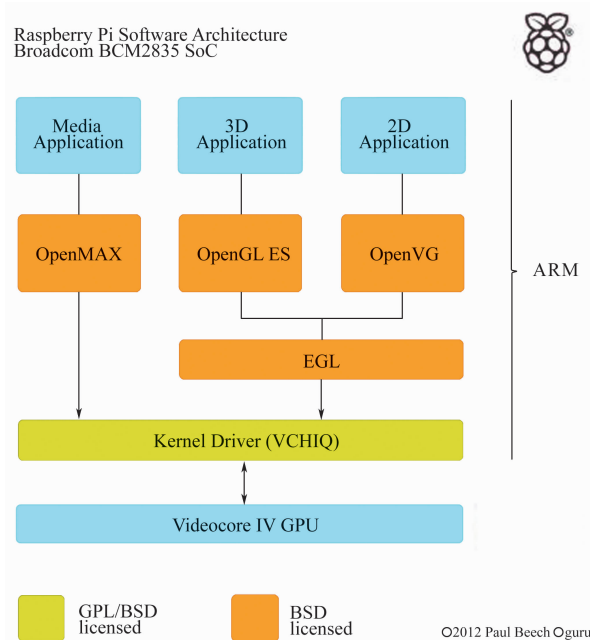 Raspberry Pi Software Architecture
Broadcom BCM2835 SoC
®
Media
Application
3D
Application
2D
Application
OpenMAX
OpenGL ES
OpenVG
ARM
EGL
Kernel Driver (VCHIQ)
Videocore IV GPU
GPL/BSD
licensed
BSD
licensed
O2012 Paul Beech Oguru